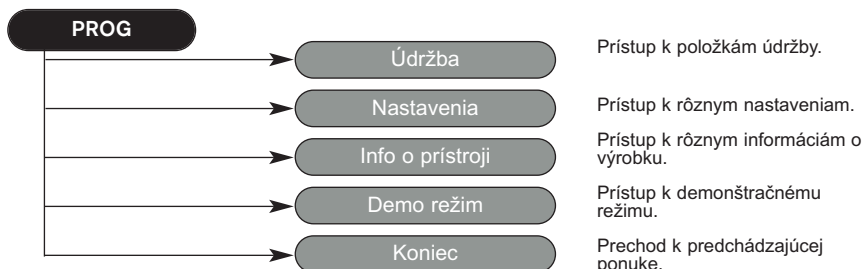 PROG
Údržba
Prístup k položkám údržby.
Nastavenia
Prístup k rôznym nastaveniam.
Info o prístroji
Prístup k rôznym informáciám o
výrobku.
Demo režim
Prístup k demonštračnému
režimu.
Koniec
Prechod k predchádzajúcej
ponuke.